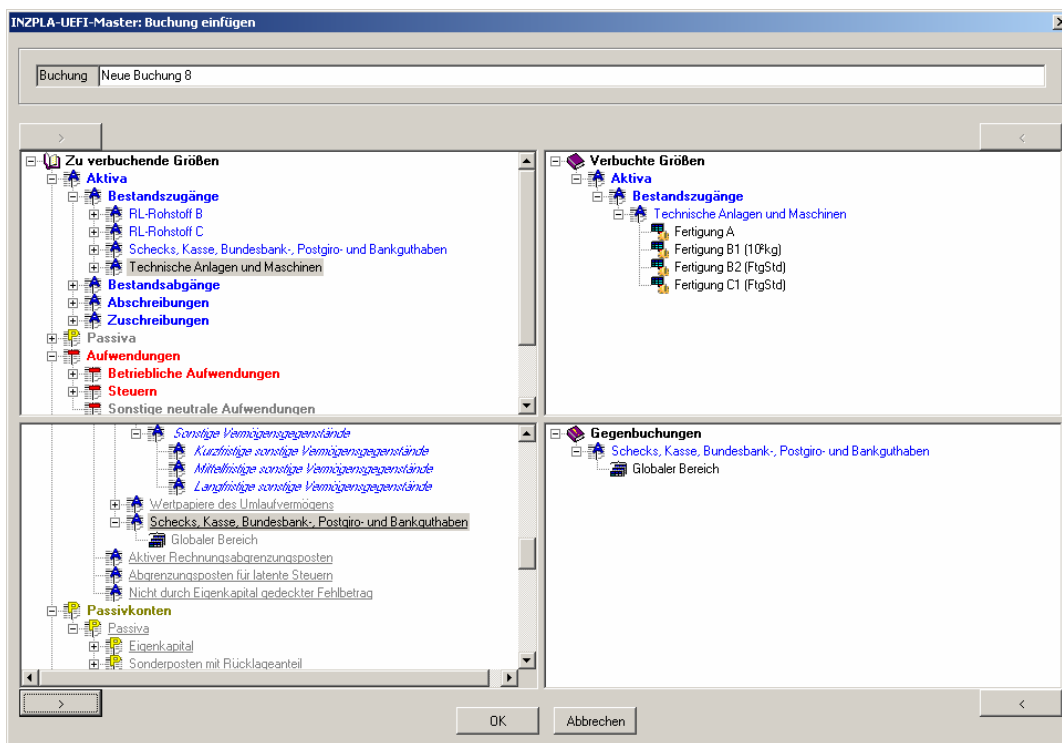 INZPLA-UEFI-Master: Buchung einfügen
Buchung Neue Buchung 8
>
<
Zu verbuchende Größen
Aktiva
Bestandszugänge
RL-Rohstoff B
RL-Rohstoff C
Schecks, Kasse, Bundesbank-, Postgiro- und Bankguthaben
Technische Anlagen und Maschinen
Bestandsabgänge
Abschreibungen
Zuschreibungen
Passiva
Aufwendungen
Betriebliche Aufwendungen
Steuern
Sonstige neutrale Aufwendungen
Verbuchte Größen
Aktiva
Bestandszugänge
Technische Anlagen und Maschinen
Fertigung A
Fertigung B1 (10⁶kg)
Fertigung B2 (FtgStd)
Fertigung C1 (FtgStd)
Sonstige Vermögensgegenstände
Kurzfristige sonstige Vermögensgegenstände
Mittelfristige sonstige Vermögensgegenstände
Langfristige sonstige Vermögensgegenstände
Wertpapiere des Umlaufvermögens
Schecks, Kasse, Bundesbank-, Postgiro- und Bankguthaben
Globaler Bereich
Aktiver Rechnungsabgrenzungsposten
Abgrenzungsposten für latente Steuern
Nicht durch Eigenkapital gedeckter Fehlbetrag
Passivkonten
Passiva
Eigenkapital
Sonderposten mit Rücklageanteil
Gegenbuchungen
Schecks, Kasse, Bundesbank-, Postgiro- und Bankguthaben
Globaler Bereich
>
<
OK
Abbrechen